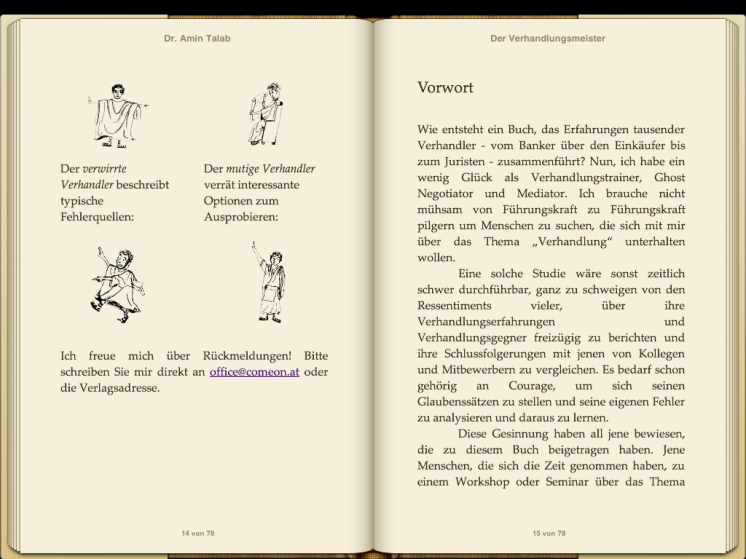 Dr. Amin Talab
Der verwirrte
Verhandler beschreibt
typische
Fehlerquellen:
Der mutige Verhandler
verrät interessante
Optionen zum
Ausprobieren:
Ich freue mich über Rückmeldungen! Bitte
schreiben Sie mir direkt an office@comeon.at oder
die Verlagsadresse.
14 von 78
Der Verhandlungsmeister
Vorwort
Wie entsteht ein Buch, das Erfahrungen tausender
Verhandler - vom Banker über den Einkäufer bis
zum Juristen - zusammenführt? Nun, ich habe ein
wenig Glück als Verhandlungstrainer, Ghost
Negotiator und Mediator. Ich brauche nicht
mühsam von Führungskraft zu Führungskraft
pilgern um Menschen zu suchen, die sich mit mir
über das Thema „Verhandlung“ unterhalten
wollen.
Eine solche Studie wäre sonst zeitlich
schwer durchführbar, ganz zu schweigen von den
Ressentiments vieler, über ihre
Verhandlungserfahrungen und
Verhandlungsgegner freizügig zu berichten und
ihre Schlussfolgerungen mit jenen von Kollegen
und Mitbewerbern zu vergleichen. Es bedarf schon
gehörig an Courage, um sich seinen
Glaubenssätzen zu stellen und seine eigenen Fehler
zu analysieren und daraus zu lernen.
Diese Gesinnung haben all jene bewiesen,
die zu diesem Buch beigetragen haben. Jene
Menschen, die sich die Zeit genommen haben, zu
einem Workshop oder Seminar über das Thema
15 von 78